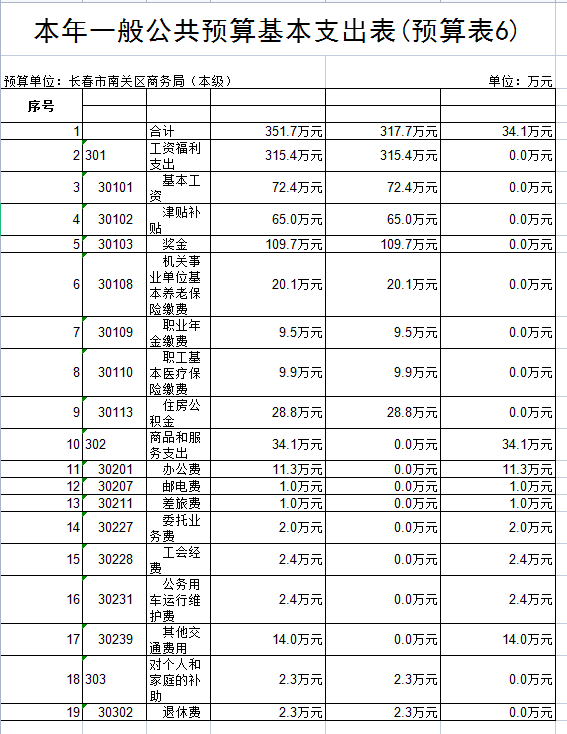 本年一般公共预算基本支出表(预算表6)
预算单位：长春市南关区商务局（本级） 单位：万元
序号
1 合计 351.7万元 317.7万元 34.1万元
2 301 工资福利支出 315.4万元 315.4万元 0.0万元
3 30101 基本工资 72.4万元 72.4万元 0.0万元
4 30102 津贴补贴 65.0万元 65.0万元 0.0万元
5 30103 奖金 109.7万元 109.7万元 0.0万元
6 30108 机关事业单位基本养老保险缴费 20.1万元 20.1万元 0.0万元
7 30109 职业年金缴费 9.5万元 9.5万元 0.0万元
8 30110 职工基本医疗保险缴费 9.9万元 9.9万元 0.0万元
9 30113 住房公积金 28.8万元 28.8万元 0.0万元
10 302 商品和服务支出 34.1万元 0.0万元 34.1万元
11 30201 办公费 11.3万元 0.0万元 11.3万元
12 30207 邮电费 1.0万元 0.0万元 1.0万元
13 30211 差旅费 1.0万元 0.0万元 1.0万元
14 30227 委托业务费 2.0万元 0.0万元 2.0万元
15 30228 工会经费 2.4万元 0.0万元 2.4万元
16 30231 公务用车运行维护费 2.4万元 0.0万元 2.4万元
17 30239 其他交通费用 14.0万元 0.0万元 14.0万元
18 303 对个人和家庭的补助 2.3万元 2.3万元 0.0万元
19 30302 退休费 2.3万元 2.3万元 0.0万元